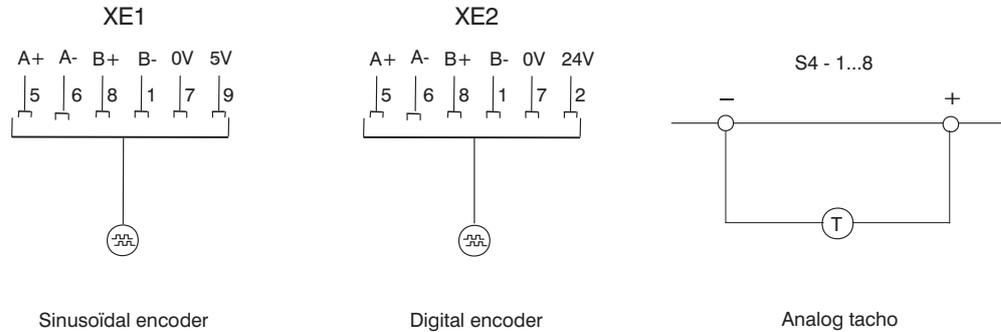 XE1
A+ A- B+ B- 0V 5V
5 6 8 1 7 9
Sinusoïdal encoder
XE2
A+ A- B+ B- 0V 24V
5 6 8 1 7 2
Digital encoder
S4 - 1...8
− +
T
Analog tacho